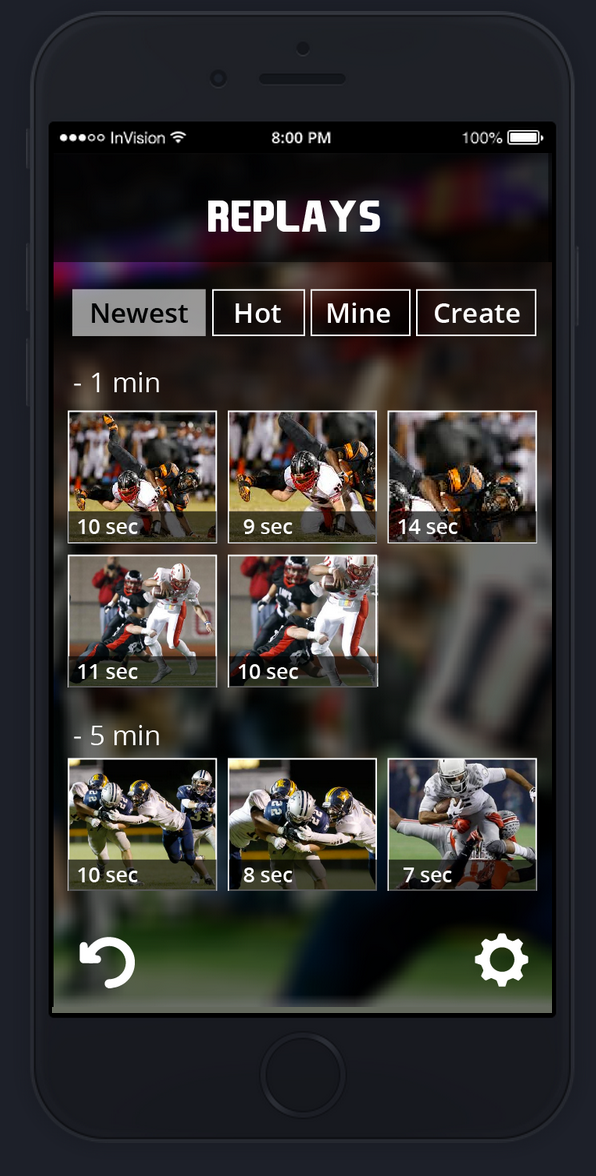 InVision 8:00 PM 100%
REPLAYS
Newest Hot Mine Create
- 1 min
10 sec 9 sec 14 sec
11 sec 10 sec
- 5 min
10 sec 8 sec 7 sec